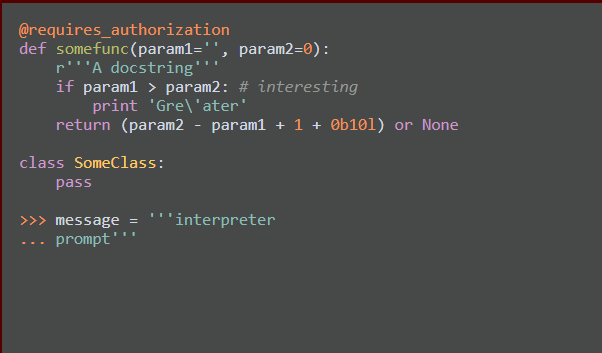 @requires_authorization
def somefunc(param1='', param2=0):
    r'''A docstring'''
    if param1 > param2: # interesting
        print 'Gre\'ater'
    return (param2 - param1 + 1 + 0b10l) or None
class SomeClass:
    pass
>>> message = '''interpreter
... prompt'''